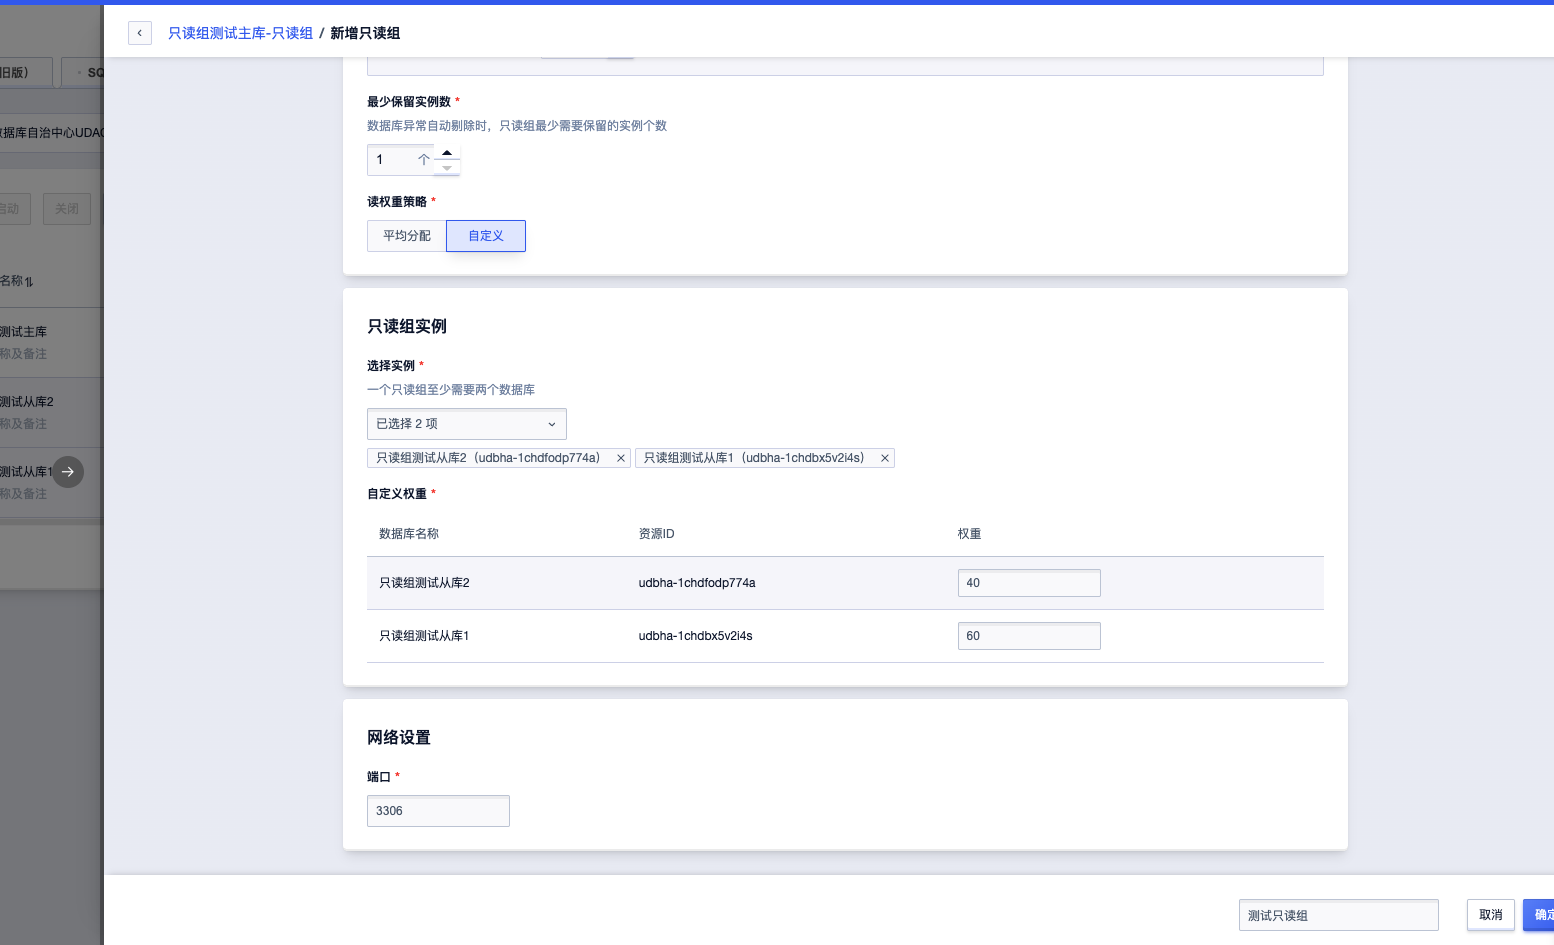 只读组测试主库-只读组 / 新增只读组
旧版）
SQ
数据库自治中心UDAC
启动
关闭
名称
测试主库
称及备注
测试从库2
称及备注
测试从库1
称及备注
最少保留实例数 *
数据库异常自动剔除时，只读组最少需要保留的实例个数
1 个
读权重策略 *
平均分配 自定义
只读组实例
选择实例 *
一个只读组至少需要两个数据库
已选择 2 项
只读组测试从库2（udbha-1chdfodp774a） × 只读组测试从库1（udbha-1chdbx5v2i4s） ×
自定义权重 *
数据库名称 资源ID 权重
只读组测试从库2 udbha-1chdfodp774a 40
只读组测试从库1 udbha-1chdbx5v2i4s 60
网络设置
端口 *
3306
测试只读组 取消 确定